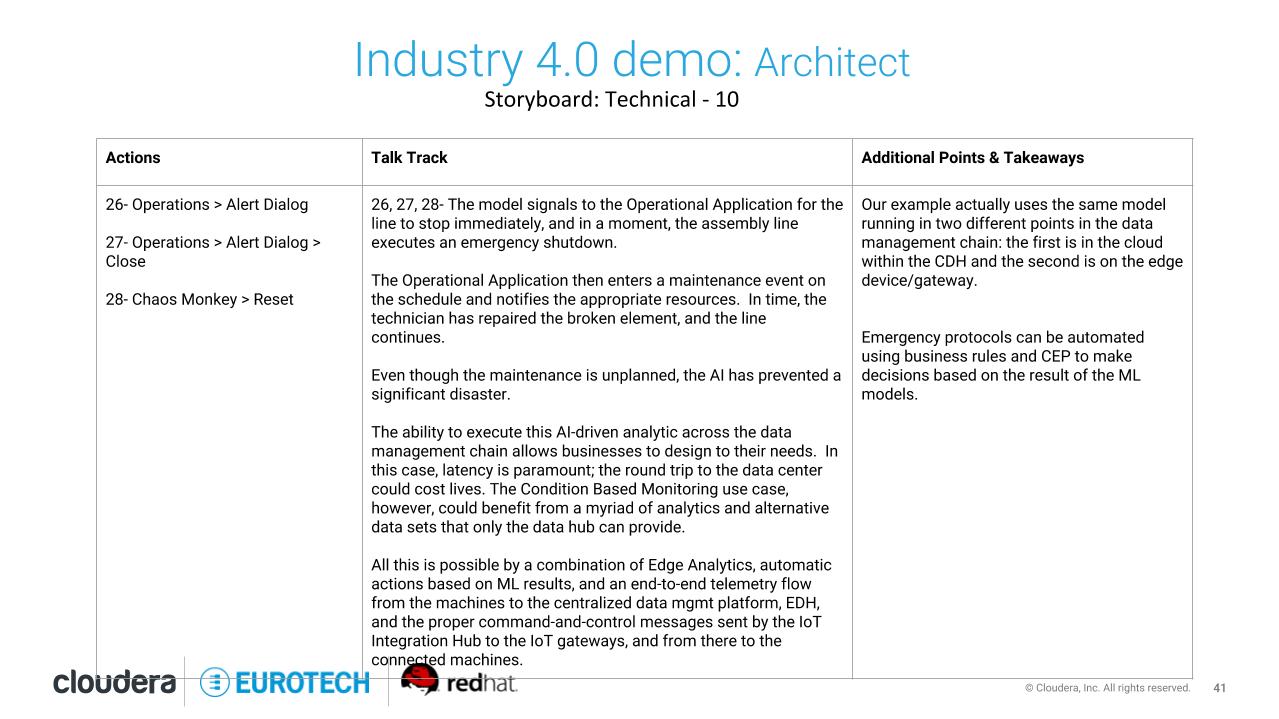 Industry 4.0 demo: Architect
Storyboard: Technical - 10
Actions
Talk Track
Additional Points & Takeaways
26- Operations > Alert Dialog
27- Operations > Alert Dialog >
Close
28- Chaos Monkey > Reset
26, 27, 28- The model signals to the Operational Application for the
line to stop immediately, and in a moment, the assembly line
executes an emergency shutdown.
The Operational Application then enters a maintenance event on
the schedule and notifies the appropriate resources.  In time, the
technician has repaired the broken element, and the line
continues.
Even though the maintenance is unplanned, the AI has prevented a
significant disaster.
The ability to execute this AI-driven analytic across the data
management chain allows businesses to design to their needs.  In
this case, latency is paramount; the round trip to the data center
could cost lives. The Condition Based Monitoring use case,
however, could benefit from a myriad of analytics and alternative
data sets that only the data hub can provide.
All this is possible by a combination of Edge Analytics, automatic
actions based on ML results, and an end-to-end telemetry flow
from the machines to the centralized data mgmt platform, EDH,
and the proper command-and-control messages sent by the IoT
Integration Hub to the IoT gateways, and from there to the
connected machines.
Our example actually uses the same model
running in two different points in the data
management chain: the first is in the cloud
within the CDH and the second is on the edge
device/gateway.
Emergency protocols can be automated
using business rules and CEP to make
decisions based on the result of the ML
models.
cloudera
EUROTECH
redhat.
© Cloudera, Inc. All rights reserved.
41